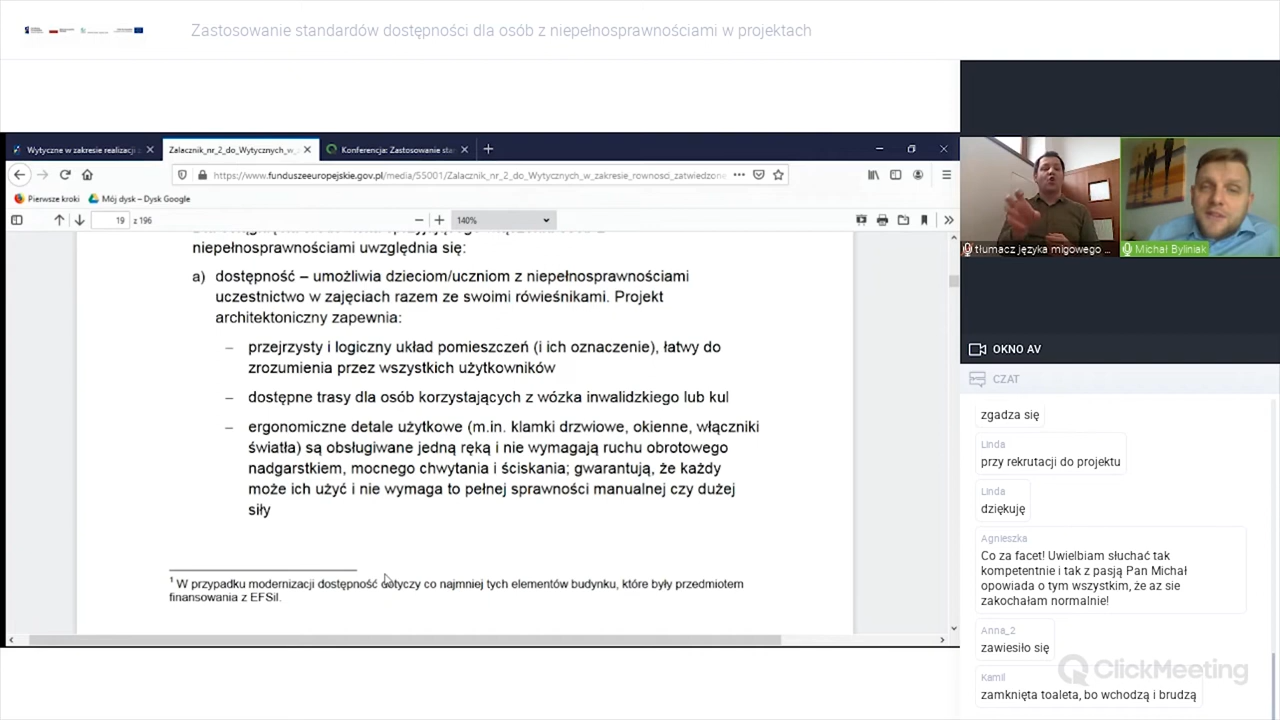 Zastosowanie standardów dostępności dla osób z niepełnosprawnościami w projektach
Wytyczne w zakresie realizacji
Zalacznik_nr_2_do_Wytycznych_w_
Konferencja: Zastosowanie sta
https://www.funduszeeuropejskie.gov.pl/media/55001/Zalacznik_nr_2_do_Wytycznych_w_zakresie_rownosci_zatwiedzone
Pierwsze kroki
Mój dysk – Dysk Google
19 z 196
140%
niepełnosprawnościami uwzględnia się:
a) dostępność – umożliwia dzieciom/uczniom z niepełnosprawnościami
uczestnictwo w zajęciach razem ze swoimi rówieśnikami. Projekt
architektoniczny zapewnia:
– przejrzysty i logiczny układ pomieszczeń (i ich oznaczenie), łatwy do
zrozumienia przez wszystkich użytkowników
– dostępne trasy dla osób korzystających z wózka inwalidzkiego lub kul
– ergonomiczne detale użytkowe (m.in. klamki drzwiowe, okienne, włączniki
światła) są obsługiwane jedną ręką i nie wymagają ruchu obrotowego
nadgarstkiem, mocnego chwytania i ściskania; gwarantują, że każdy
może ich użyć i nie wymaga to pełnej sprawności manualnej czy dużej
siły
1 W przypadku modernizacji dostępność dotyczy co najmniej tych elementów budynku, które były przedmiotem
finansowania z EFSiI.
tłumacz języka migowego ...
Michał Byliniak
OKNO AV
CZAT
zgadza się
Linda
przy rekrutacji do projektu
Linda
dziękuję
Agnieszka
Co za facet! Uwielbiam słuchać tak
kompetentnie i tak z pasją Pan Michał
opowiada o tym wszystkim, że az sie
zakochałam normalnie!
Anna_2
zawiesiło się
Kamil
zamknięta toaleta, bo wchodzą i brudzą
ClickMeeting